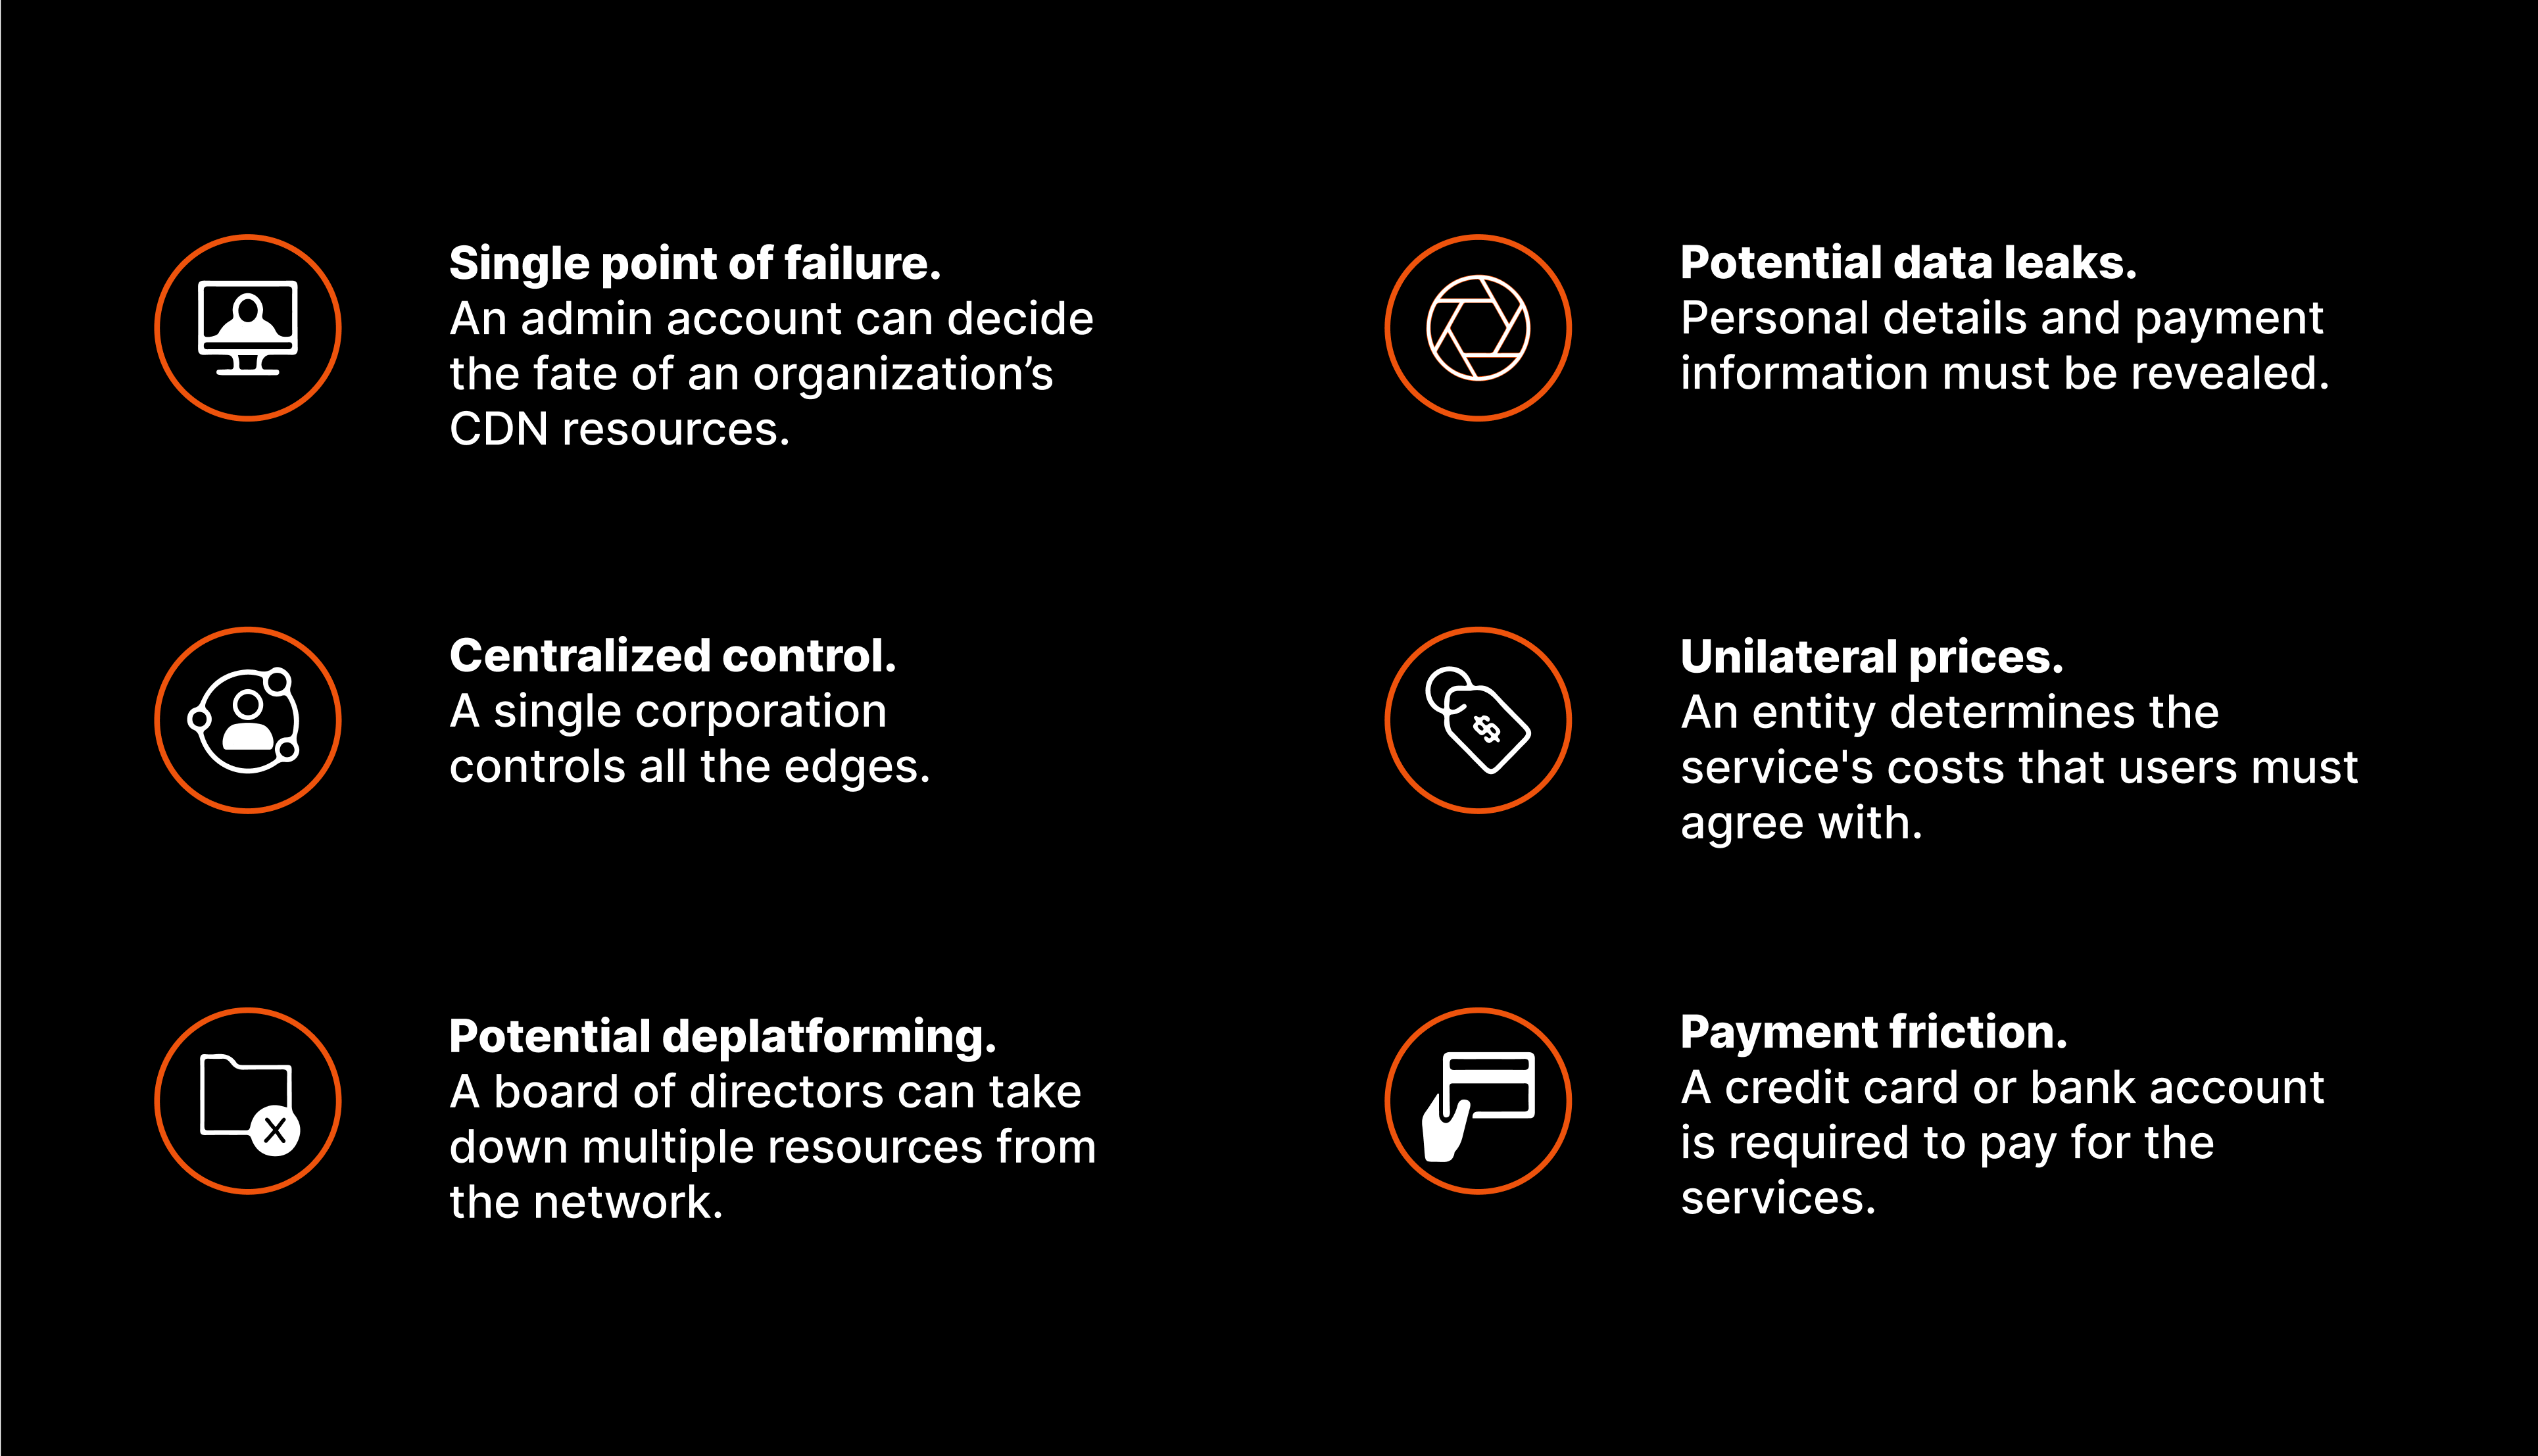 Single point of failure.
An admin account can decide
the fate of an organization’s
CDN resources.
Potential data leaks.
Personal details and payment
information must be revealed.
Centralized control.
A single corporation
controls all the edges.
Unilateral prices.
An entity determines the
service's costs that users must
agree with.
Potential deplatforming.
A board of directors can take
down multiple resources from
the network.
Payment friction.
A credit card or bank account
is required to pay for the
services.